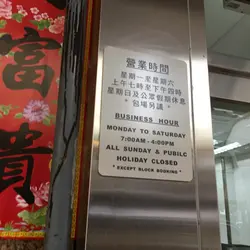 富
貴
營業時間
星期一至星期六
上午七時至下午四時
星期日及公眾假期休息
* 包場另議 *
BUSINESS HOUR
MONDAY TO SATURDAY
7:00AM - 4:00PM
ALL SUNDAY & PUBILC
HOLIDAY CLOSED
* EXCEPT BLOCK BOOKING *